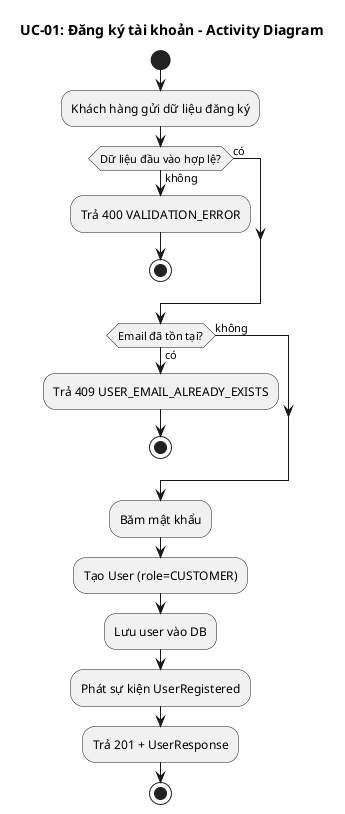 UC-01: Đăng ký tài khoản - Activity Diagram
Khách hàng gửi dữ liệu đăng ký
Dữ liệu đầu vào hợp lệ?
có
không
Trả 400 VALIDATION_ERROR
Email đã tồn tại?
không
có
Trả 409 USER_EMAIL_ALREADY_EXISTS
Băm mật khẩu
Tạo User (role=CUSTOMER)
Lưu user vào DB
Phát sự kiện UserRegistered
Trả 201 + UserResponse